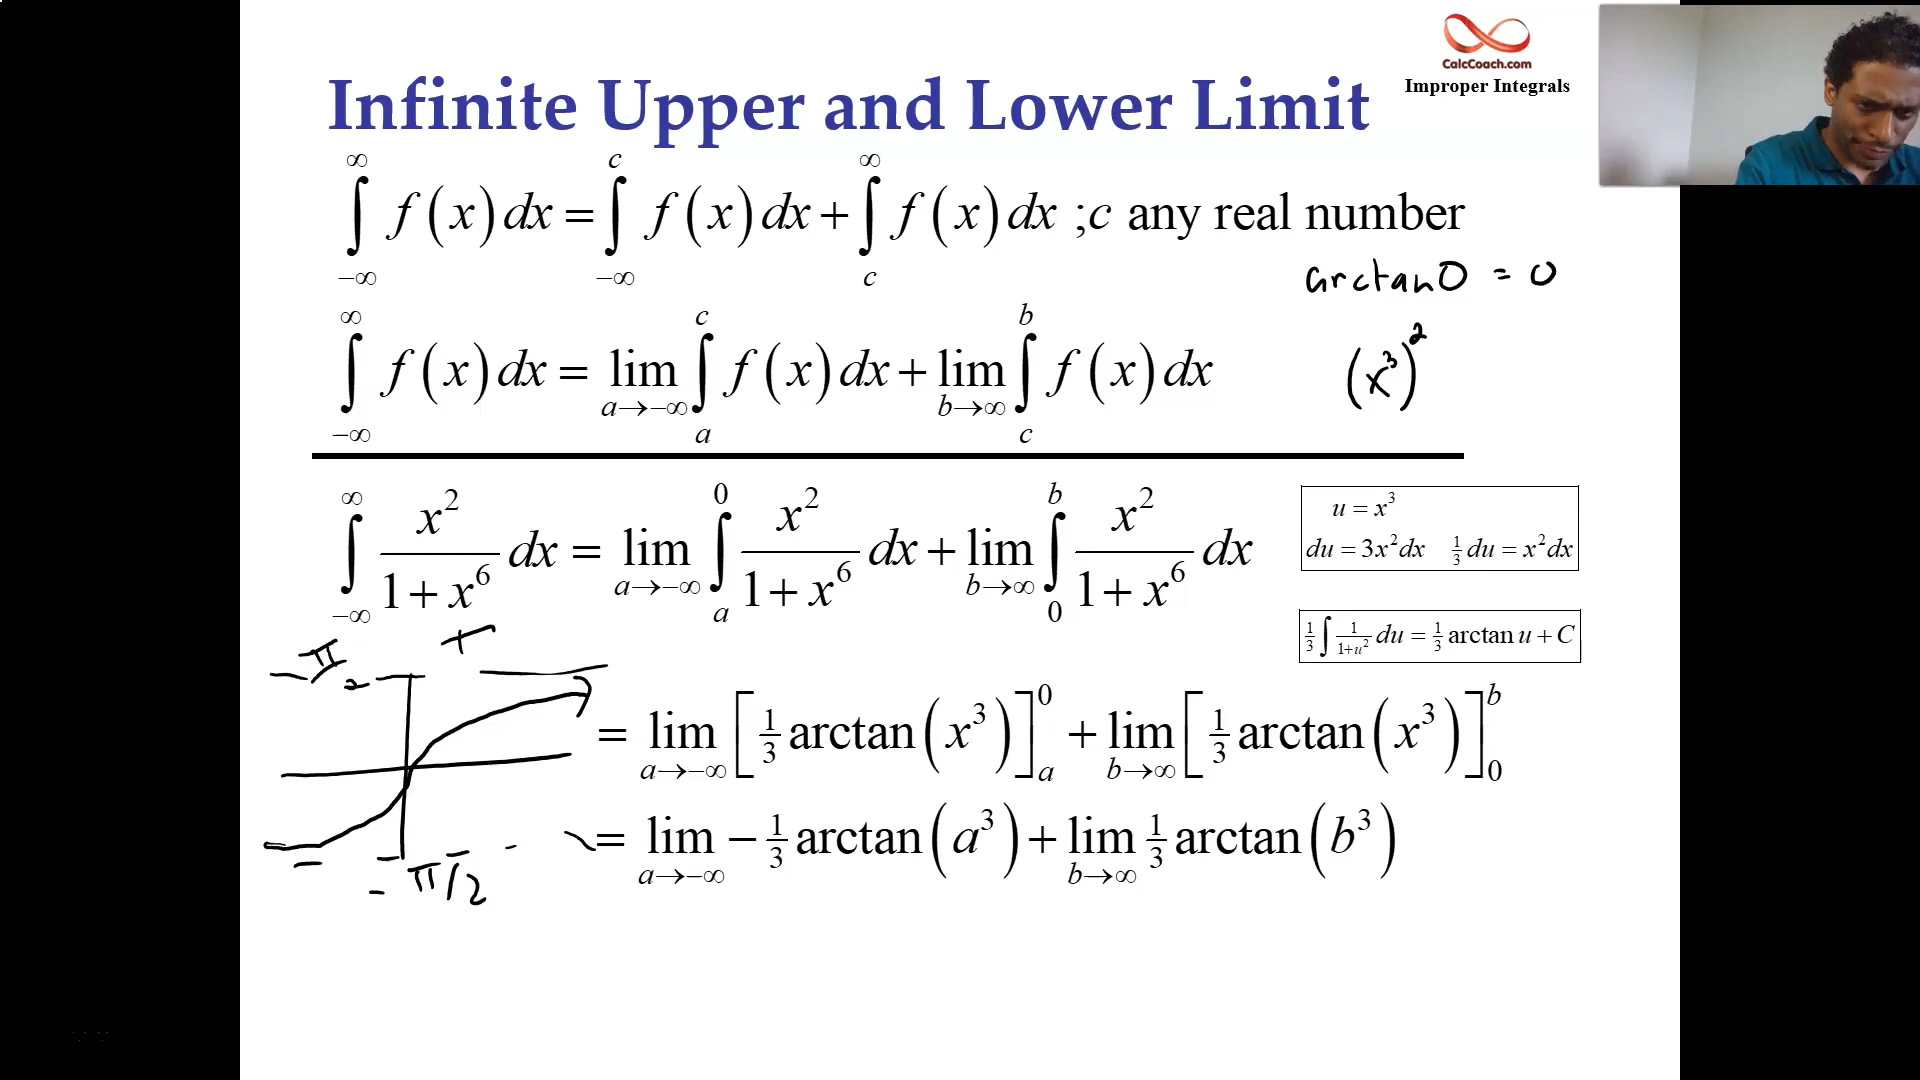 CalcCoach.com
Improper Integrals
Infinite Upper and Lower Limit
∫_{-∞}^{∞} f(x)dx = ∫_{-∞}^{c} f(x)dx + ∫_{c}^{∞} f(x)dx ;c any real number
arctan0 = 0
∫_{-∞}^{∞} f(x)dx = lim_{a→-∞} ∫_{a}^{c} f(x)dx + lim_{b→∞} ∫_{c}^{b} f(x)dx
(x³)²
∫_{-∞}^{∞} x²/(1+x⁶) dx = lim_{a→-∞} ∫_{a}^{0} x²/(1+x⁶) dx + lim_{b→∞} ∫_{0}^{b} x²/(1+x⁶) dx
u = x³
du = 3x²dx ⅓du = x²dx
⅓ ∫ 1/(1+u²) du = ⅓ arctan u + C
π/2 +
= lim_{a→-∞} [⅓ arctan(x³)]_{a}^{0} + lim_{b→∞} [⅓ arctan(x³)]_{0}^{b}
= lim_{a→-∞} -⅓ arctan(a³) + lim_{b→∞} ⅓ arctan(b³)
- π/2